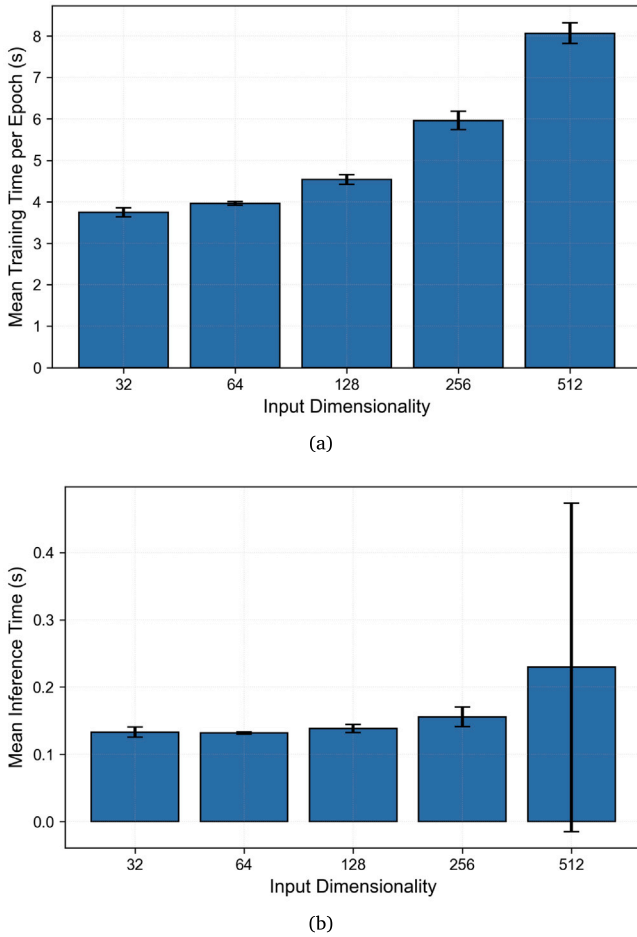 8
7
6
5
4
3
2
1
0
Mean Training Time per Epoch (s)
32 64 128 256 512
Input Dimensionality
(a)
0.4
0.3
0.2
0.1
0.0
Mean Inference Time (s)
32 64 128 256 512
Input Dimensionality
(b)